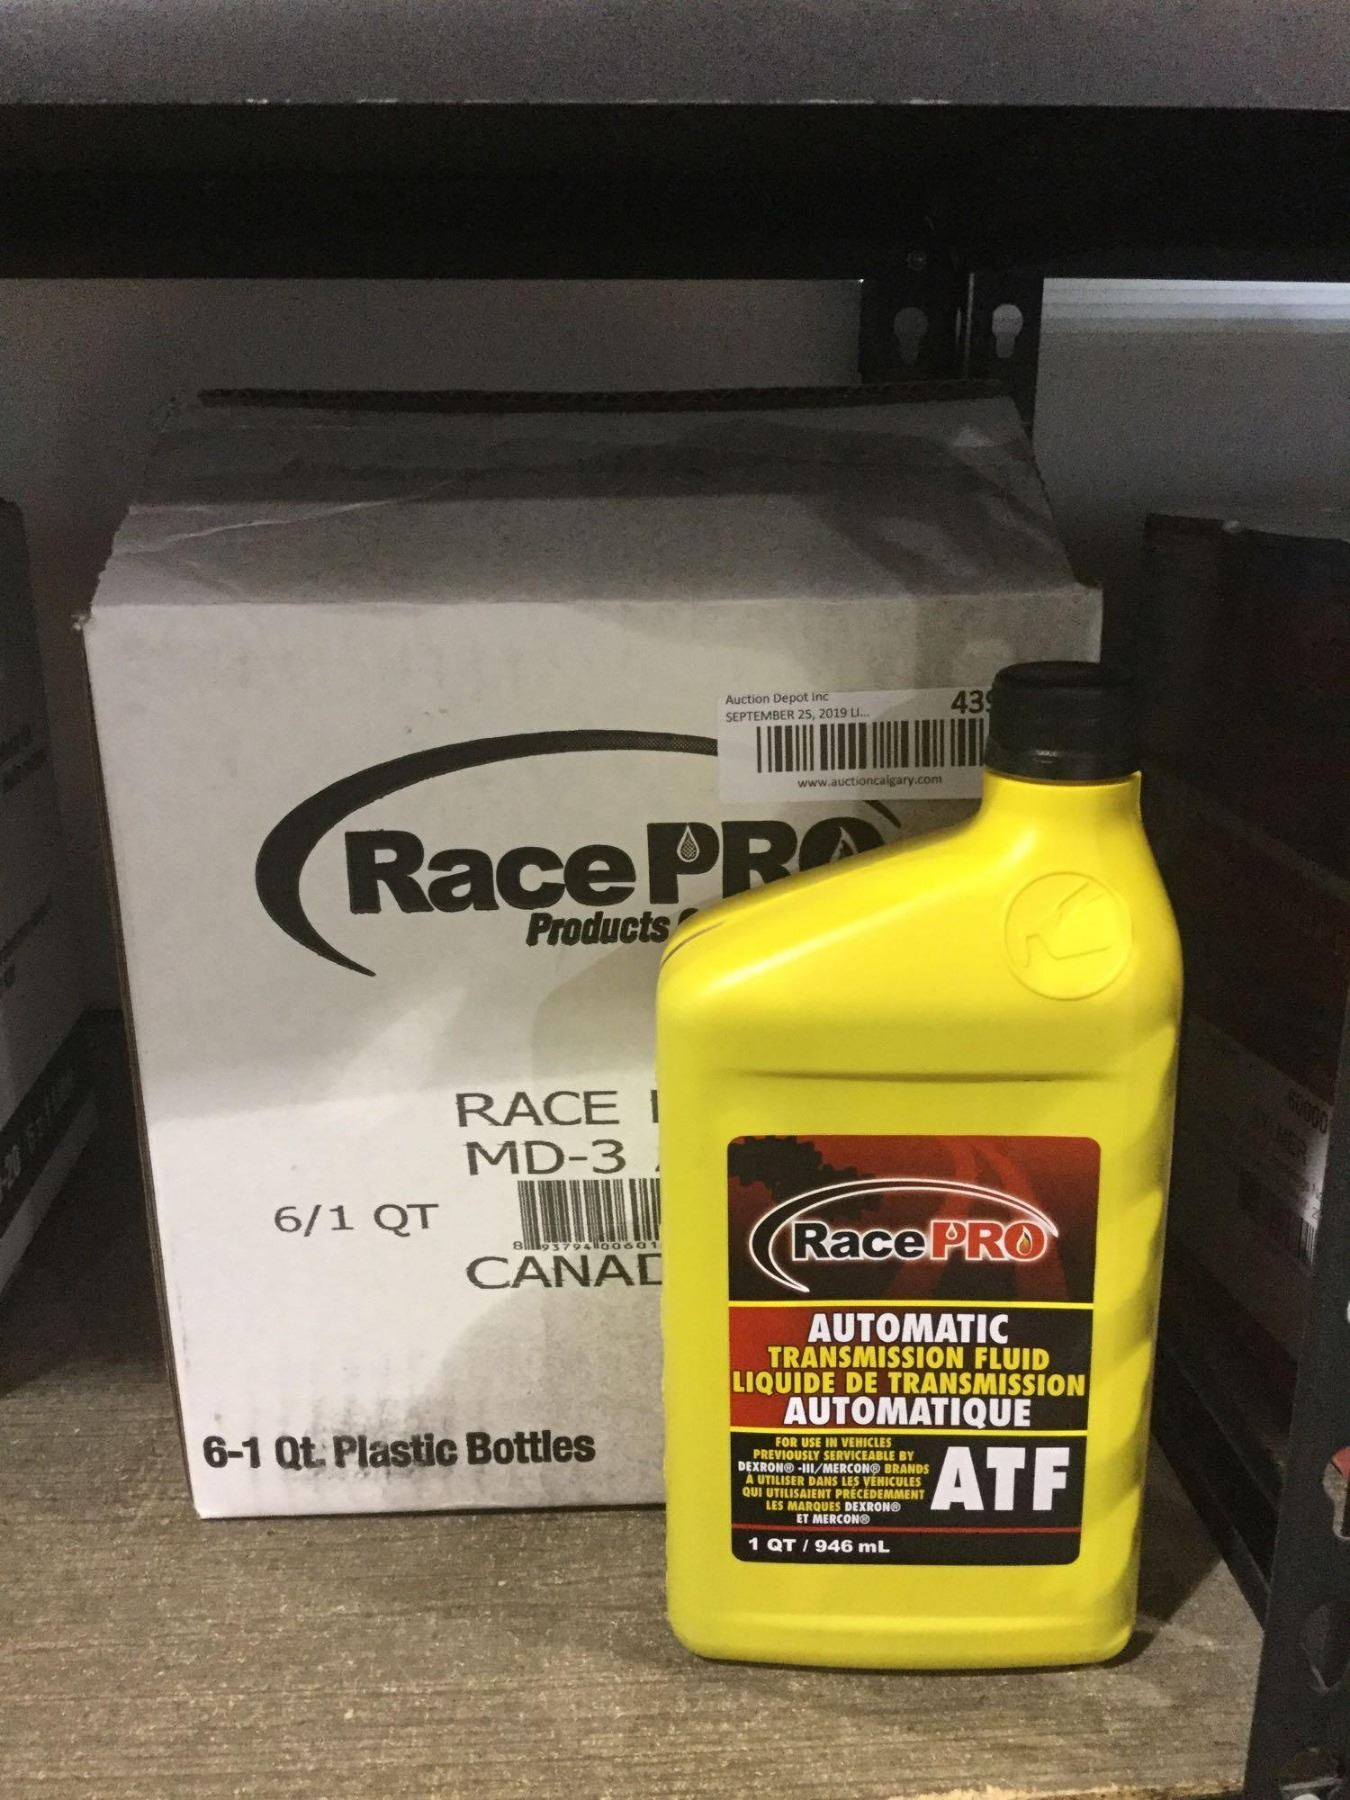 Auction Depot Inc
SEPTEMBER 25, 2019 LI...
www.auctioncalgary.com
RacePRO
Products
RACE
MD-3
6/1 QT
CANAD
6-1 Qt. Plastic Bottles
RacePRO
AUTOMATIC
TRANSMISSION FLUID
LIQUIDE DE TRANSMISSION
AUTOMATIQUE
FOR USE IN VEHICLES
PREVIOUSLY SERVICEABLE BY
DEXRON® -III/MERCON® BRANDS
À UTILISER DANS LES VÉHICULES
QUI UTILISAIENT PRÉCÉDEMMENT
LES MARQUES DEXRON®
ET MERCON®
ATF
1 QT / 946 mL